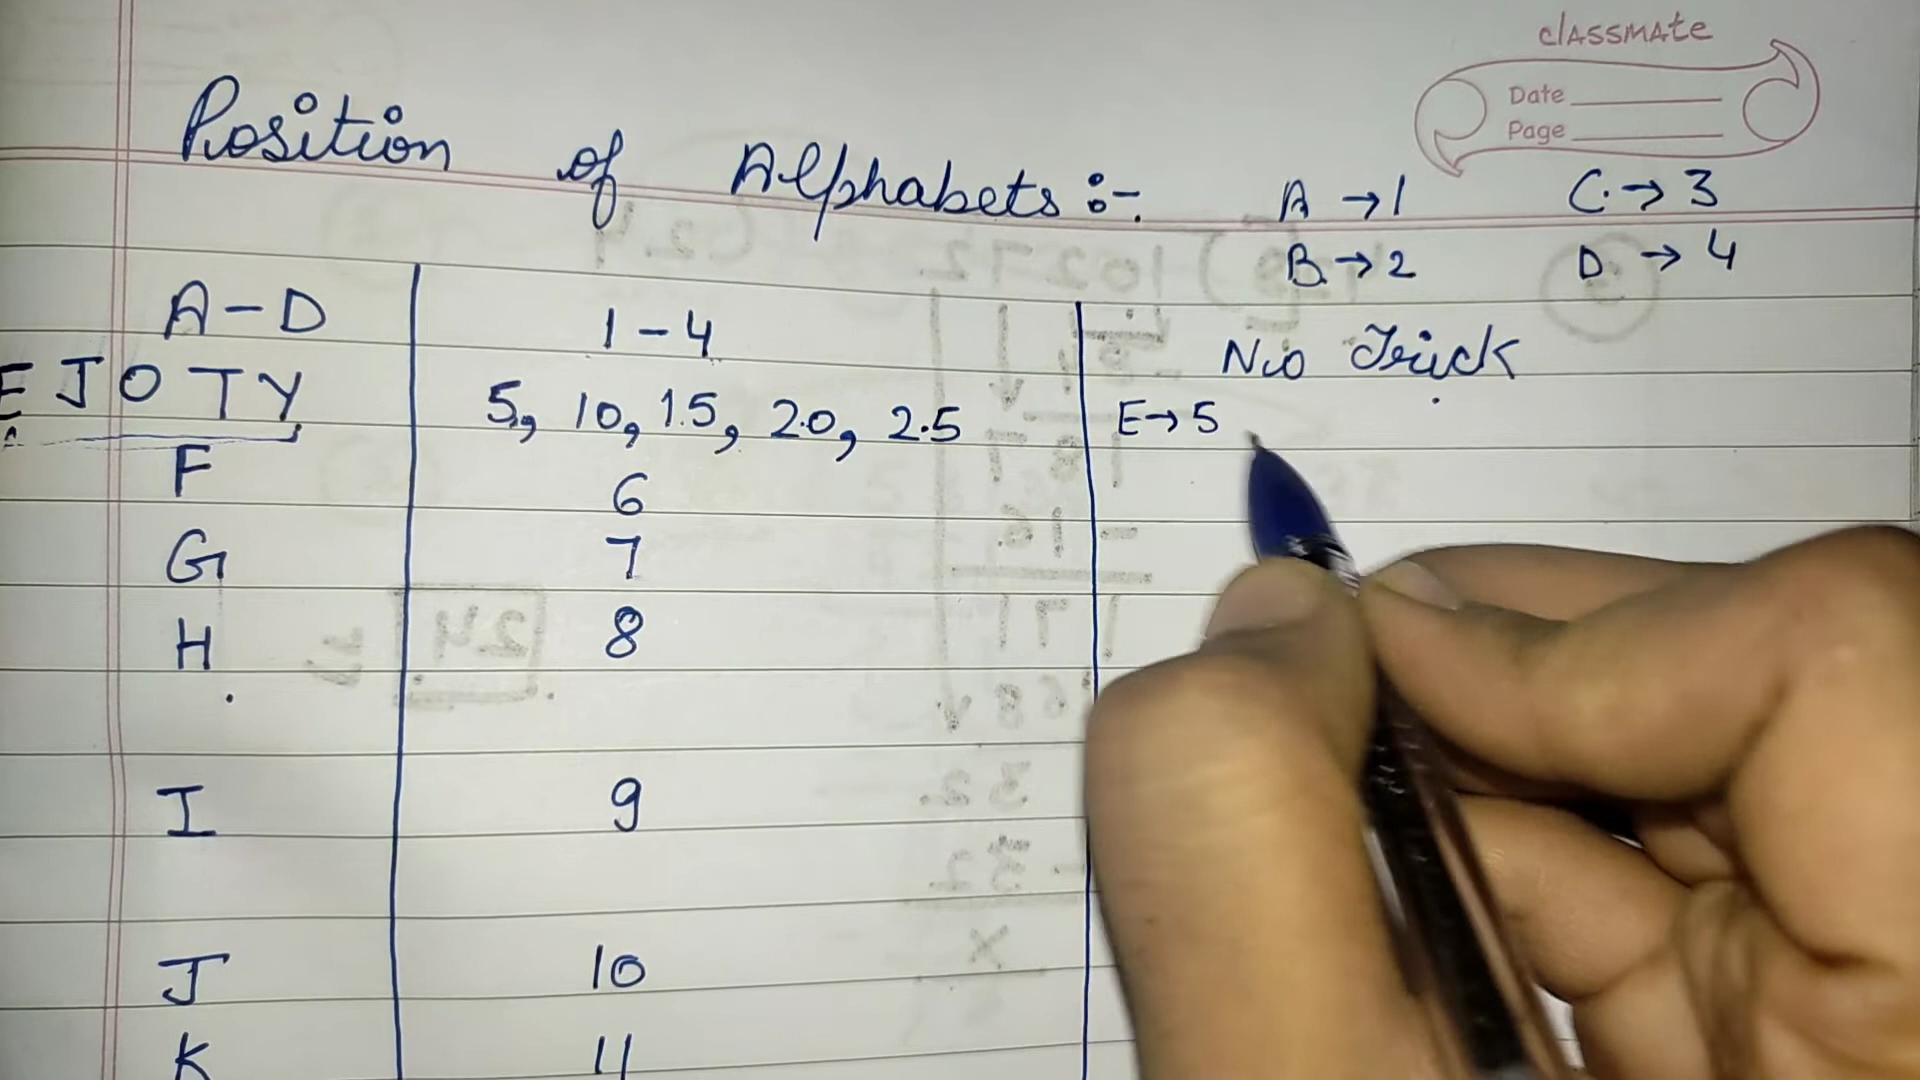 classmate
Date
Page
Position of Alphabets :-
A → 1 C → 3
B → 2 D → 4
A - D 1 - 4 No Trick
E J O T Y 5, 10, 15, 20, 25 E → 5
F 6
G 7
H 8
I 9
J 10
K 11